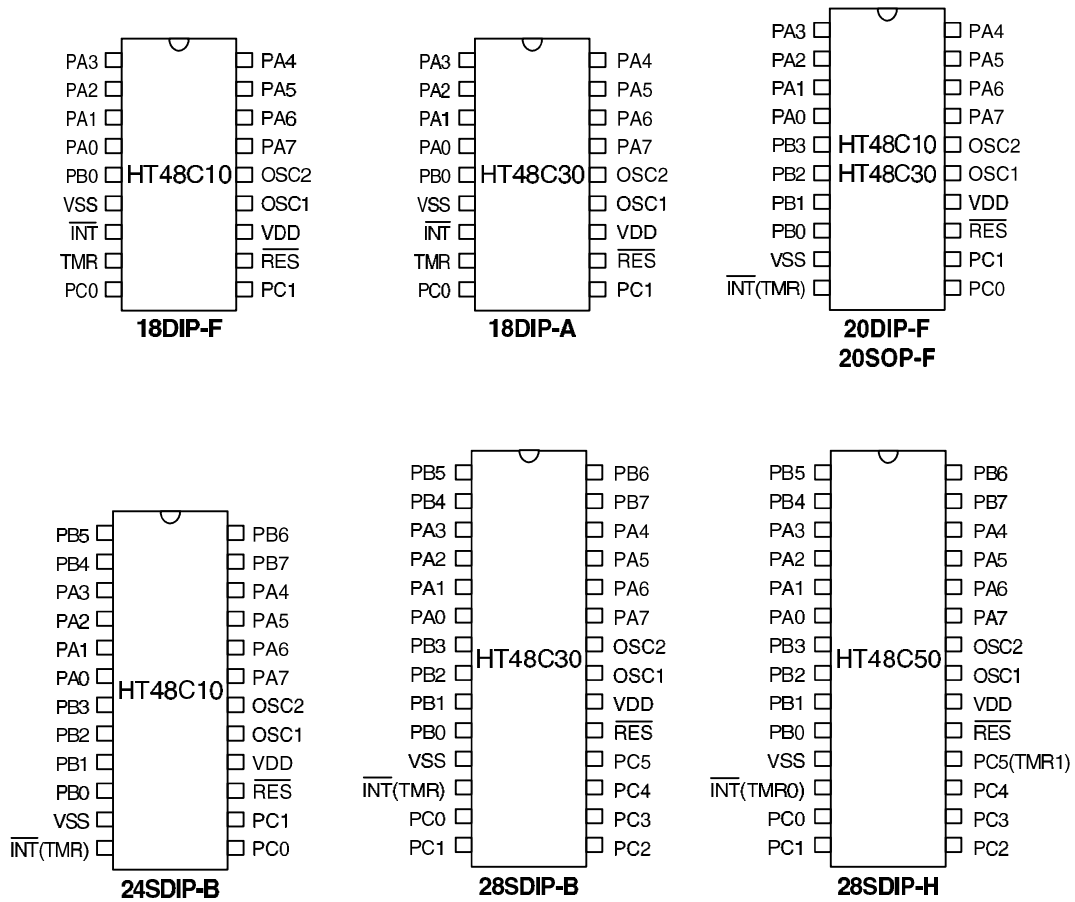 PA3 PA4
PA2 PA5
PA1 PA6
PA0 PA7
PB0 HT48C10 OSC2
VSS OSC1
INT VDD
TMR RES
PC0 PC1
18DIP-F
PA3 PA4
PA2 PA5
PA1 PA6
PA0 PA7
PB0 HT48C30 OSC2
VSS OSC1
INT VDD
TMR RES
PC0 PC1
18DIP-A
PA3 PA4
PA2 PA5
PA1 PA6
PA0 PA7
PB3 HT48C10 OSC2
PB2 HT48C30 OSC1
PB1 VDD
PB0 RES
VSS PC1
INT(TMR) PC0
20DIP-F
20SOP-F
PB5 PB6
PB4 PB7
PA3 PA4
PA2 PA5
PA1 PA6
PA0 PA7
HT48C10
PB3 OSC2
PB2 OSC1
PB1 VDD
PB0 RES
VSS PC1
INT(TMR) PC0
24SDIP-B
PB5 PB6
PB4 PB7
PA3 PA4
PA2 PA5
PA1 PA6
PA0 PA7
PB3 OSC2
HT48C30
PB2 OSC1
PB1 VDD
PB0 RES
VSS PC5
INT(TMR) PC4
PC0 PC3
PC1 PC2
28SDIP-B
PB5 PB6
PB4 PB7
PA3 PA4
PA2 PA5
PA1 PA6
PA0 PA7
PB3 OSC2
HT48C50
PB2 OSC1
PB1 VDD
PB0 RES
VSS PC5(TMR1)
INT(TMR0) PC4
PC0 PC3
PC1 PC2
28SDIP-H